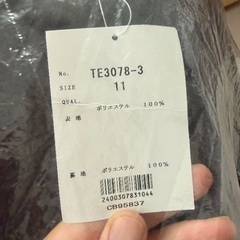 No. TE3078-3
SIZE 11
QUAL.
ポリエステル 100%
表地
ポリエステル 100%
裏地
2400307831044
CB95837